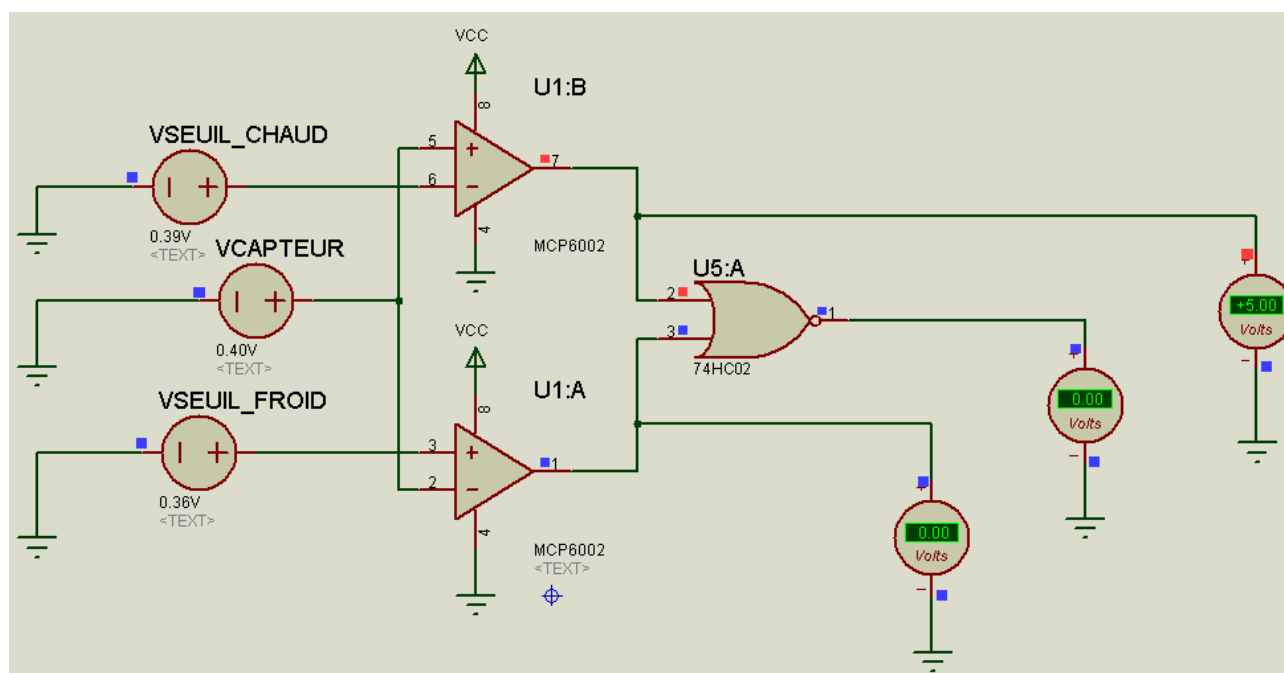 VCC
U1:B
8
VSEUIL_CHAUD
5
+
7
6
−
0.39V
<TEXT>
4
MCP6002
VCAPTEUR
U5:A
2
1
3
+5.00
Volts
0.40V
<TEXT>
VCC
74HC02
U1:A
VSEUIL_FROID
8
0.00
Volts
3
+
1
2
−
0.36V
<TEXT>
4
0.00
Volts
MCP6002
<TEXT>